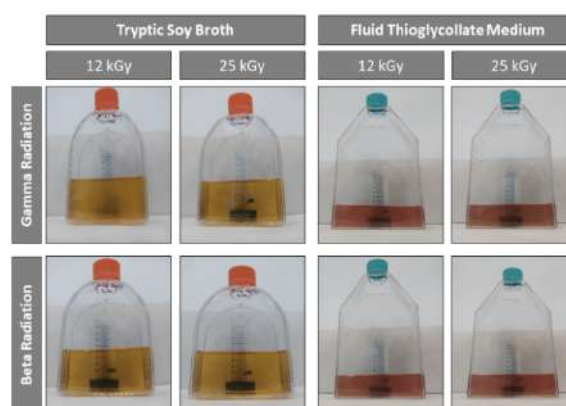 Tryptic Soy Broth
Fluid Thioglycollate Medium
12 kGy
25 kGy
12 kGy
25 kGy
Gamma Radiation
Beta Radiation